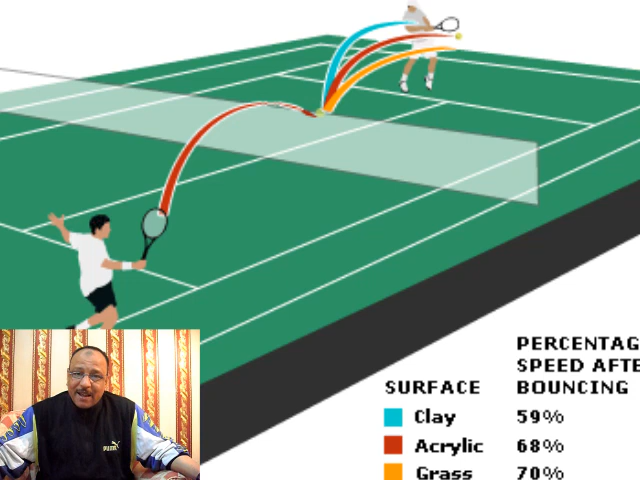 PERCENTAG
SPEED AFTE
SURFACE BOUNCING
Clay 59%
Acrylic 68%
Grass 70%
PUMA